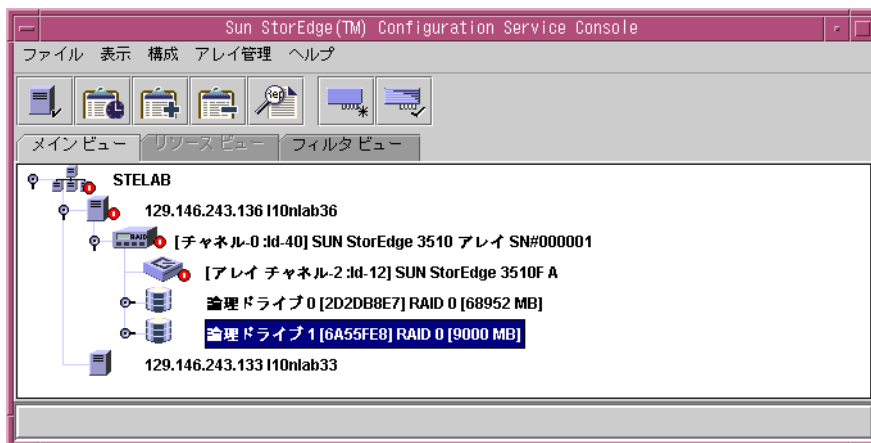 Sun StorEdge(TM) Configuration Service Console
ファイル 表示 構成 アレイ管理 ヘルプ
Rep
メインビュー リソースビュー フィルタビュー
STELAB
129.146.243.136 l10nlab36
RAID [チャネル-0 :Id-40] SUN StorEdge 3510 アレイ SN#000001
[アレイ チャネル-2 :Id-12] SUN StorEdge 3510F A
論理ドライブ 0 [2D2DB8E7] RAID 0 [68952 MB]
論理ドライブ 1 [6A55FE8] RAID 0 [9000 MB]
129.146.243.133 l10nlab33